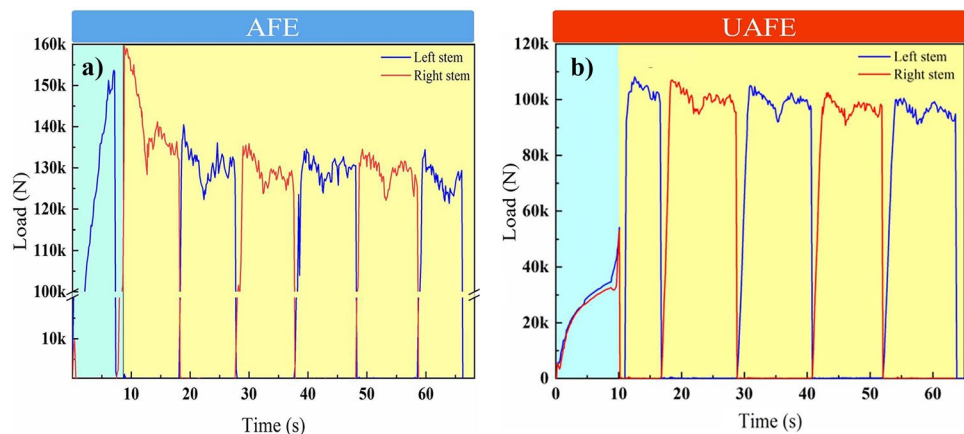 AFE
a)
Left stem
Right stem
160k
150k
140k
130k
120k
110k
100k
10k
Load (N)
0
10
20
30
40
50
60
Time (s)
UAFE
b)
Left stem
Right stem
120k
100k
80k
60k
40k
20k
0
Load (N)
0
10
20
30
40
50
60
Time (s)